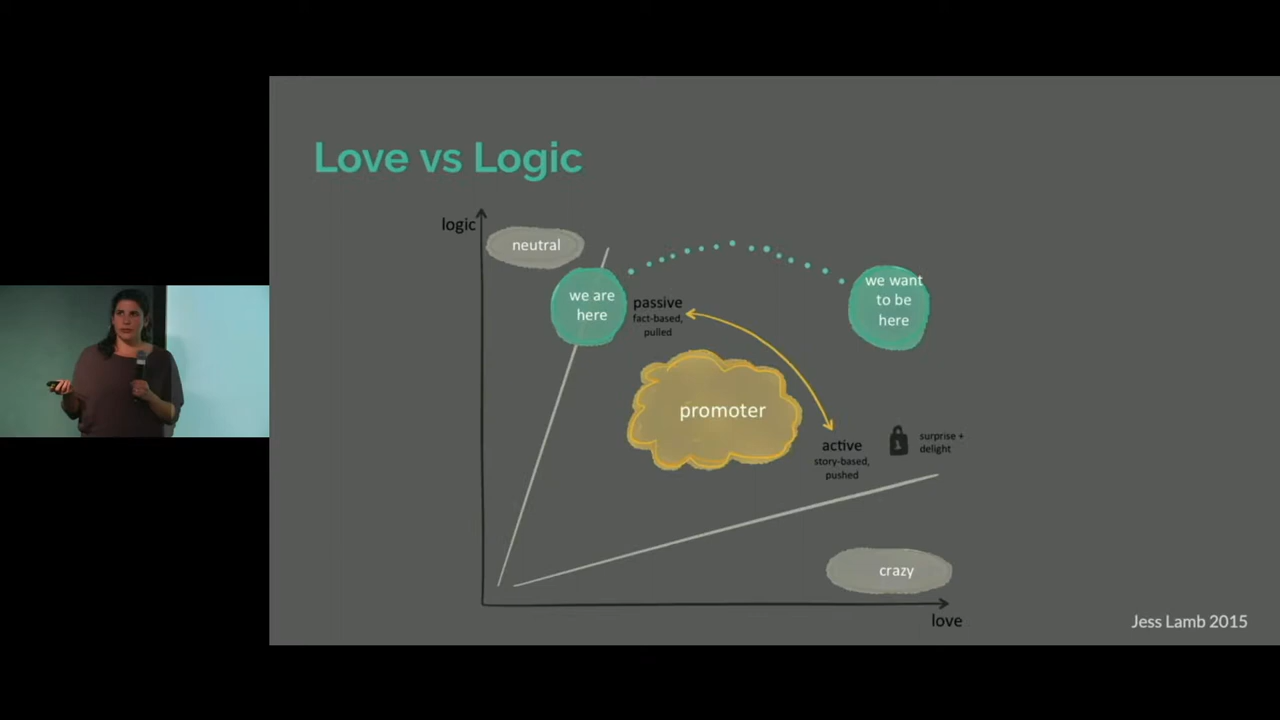 Love vs Logic
logic
neutral
we are
here
passive
fact-based,
pulled
we want
to be
here
promoter
active
story-based,
pushed
surprise +
delight
crazy
love
Jess Lamb 2015